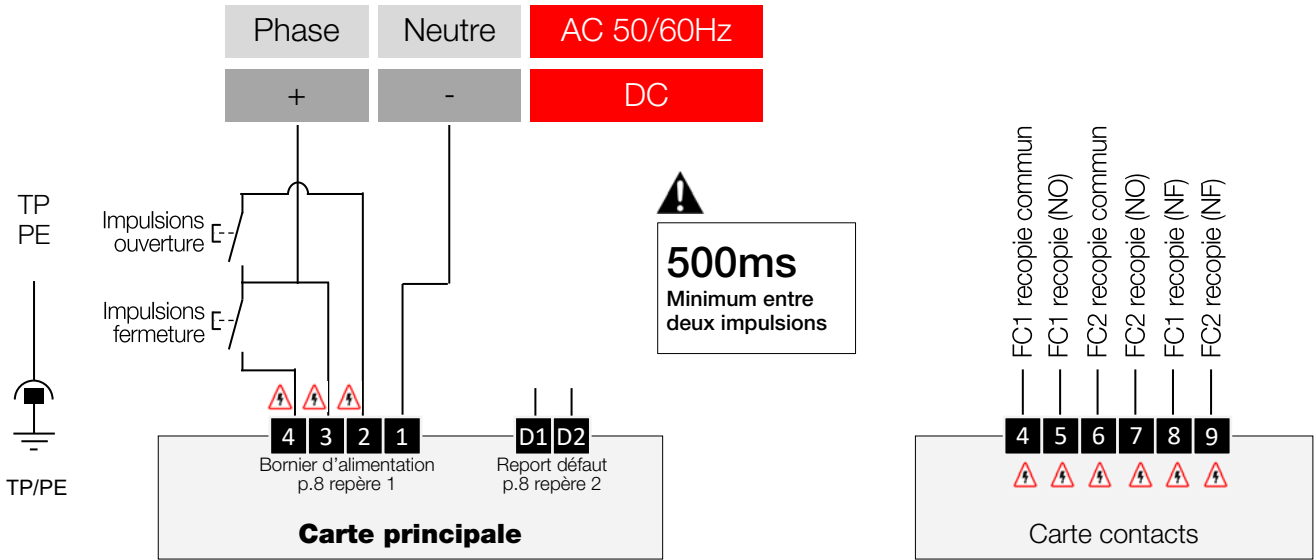 Phase
Neutre
AC 50/60Hz
+
-
DC
TP
PE
Impulsions
ouverture
Impulsions
fermeture
500ms
Minimum entre
deux impulsions
FC1 recopie commun
FC1 recopie (NO)
FC2 recopie commun
FC2 recopie (NO)
FC1 recopie (NF)
FC2 recopie (NF)
4 3 2 1
D1 D2
4 5 6 7 8 9
Bornier d'alimentation
p.8 repère 1
Report défaut
p.8 repère 2
TP/PE
Carte principale
Carte contacts